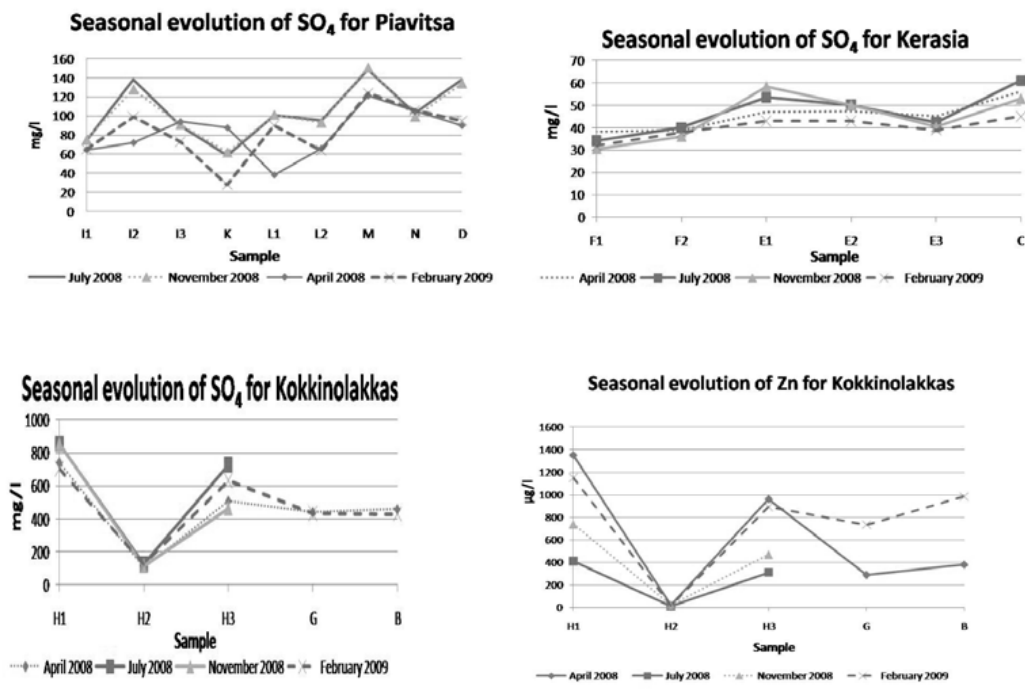 Seasonal evolution of SO₄ for Piavitsa
160
140
120
100
80
60
40
20
0
mg/l
I1 I2 I3 K L1 L2 M N D
Sample
July 2008 November 2008 April 2008 February 2009
Seasonal evolution of SO₄ for Kerasia
70
60
50
40
30
20
10
0
mg/l
F1 F2 E1 E2 E3 C
Sample
April 2008 July 2008 November 2008 February 2009
Seasonal evolution of SO₄ for Kokkinolakkas
1000
800
600
400
200
0
mg/l
H1 H2 H3 G B
Sample
April 2008 July 2008 November 2008 February 2009
Seasonal evolution of Zn for Kokkinolakkas
1600
1400
1200
1000
800
600
400
200
0
µg/l
H1 H2 H3 G B
Sample
April 2008 July 2008 November 2008 February 2009